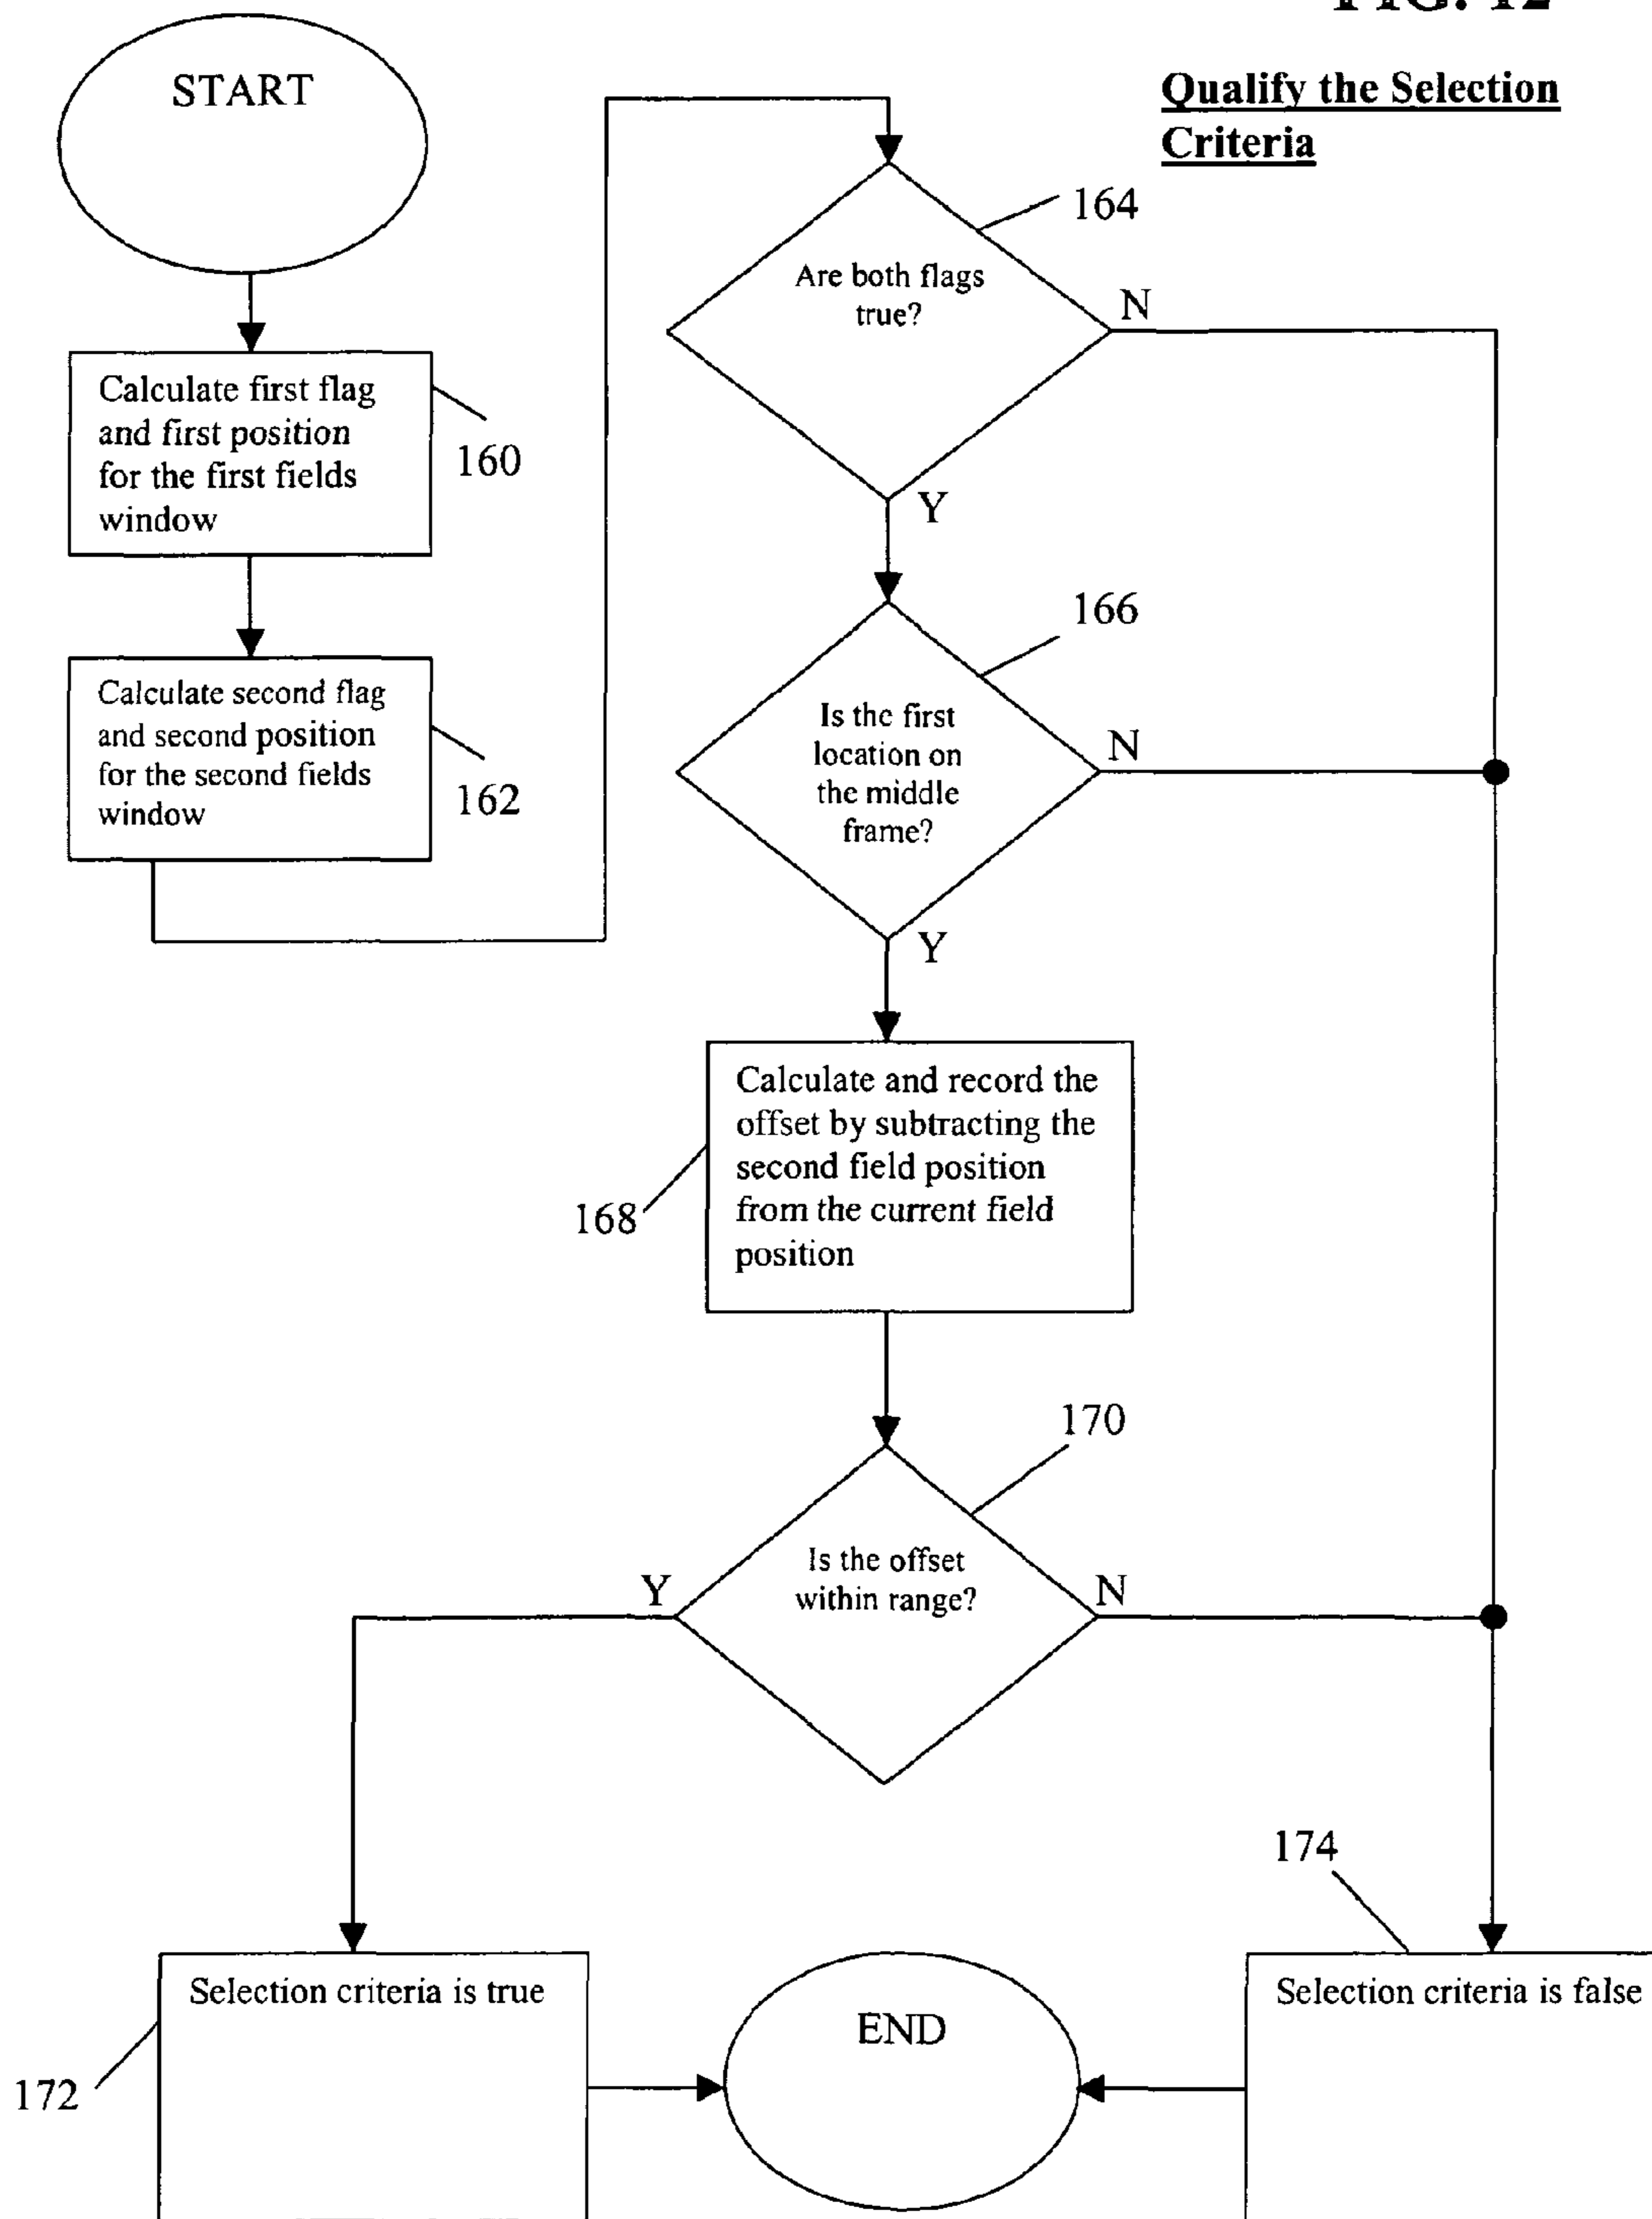 FIG. 12
Qualify the Selection
Criteria
START
Calculate first flag
and first position
for the first fields
window
160
Calculate second flag
and second position
for the second fields
window
162
164
Are both flags
true?
N
Y
166
Is the first
location on
the middle
frame?
N
Y
Calculate and record the
offset by subtracting the
second field position
from the current field
position
168
170
Is the offset
within range?
Y
N
174
Selection criteria is true
172
END
Selection criteria is false